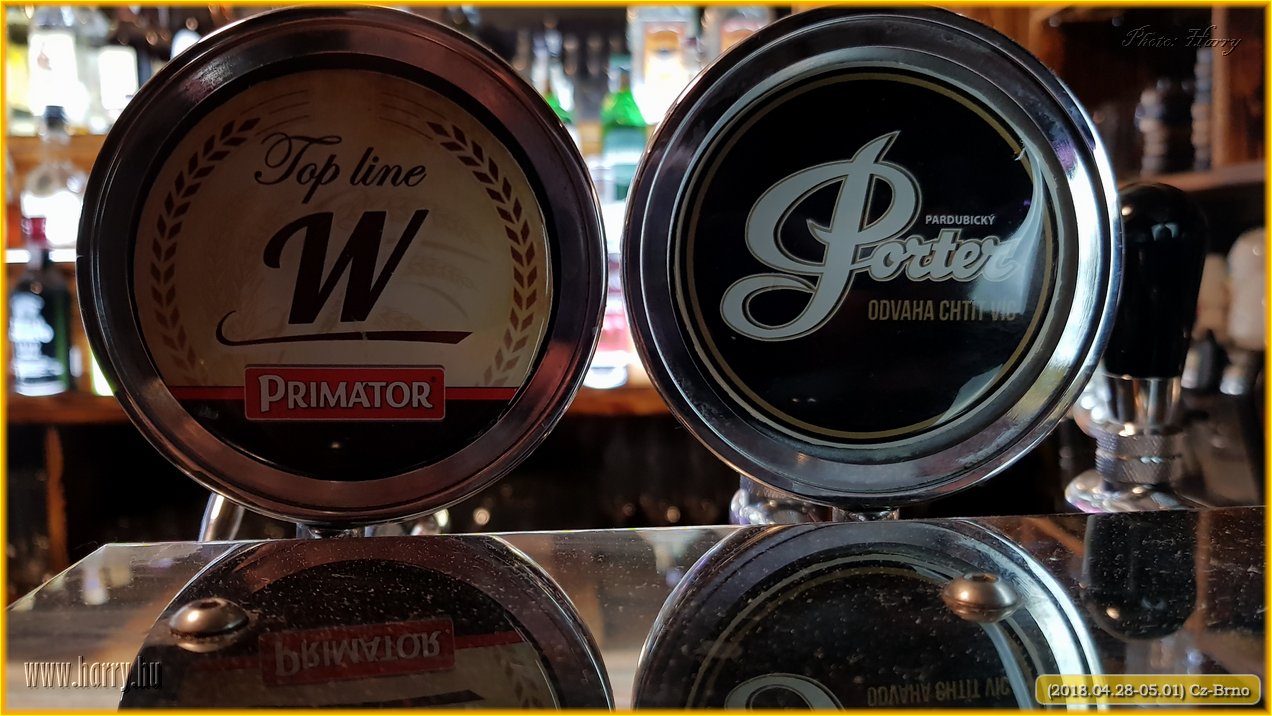 Photo: Harry
Top line
W
PRIMATOR
PARDUBICKÝ
Porter
ODVAHA CHTÍT VÍC
PRIMATOR
ODVAHA CHTÍT VÍC
www.harry.hu
(2018.04.28-05.01) Cz-Brno